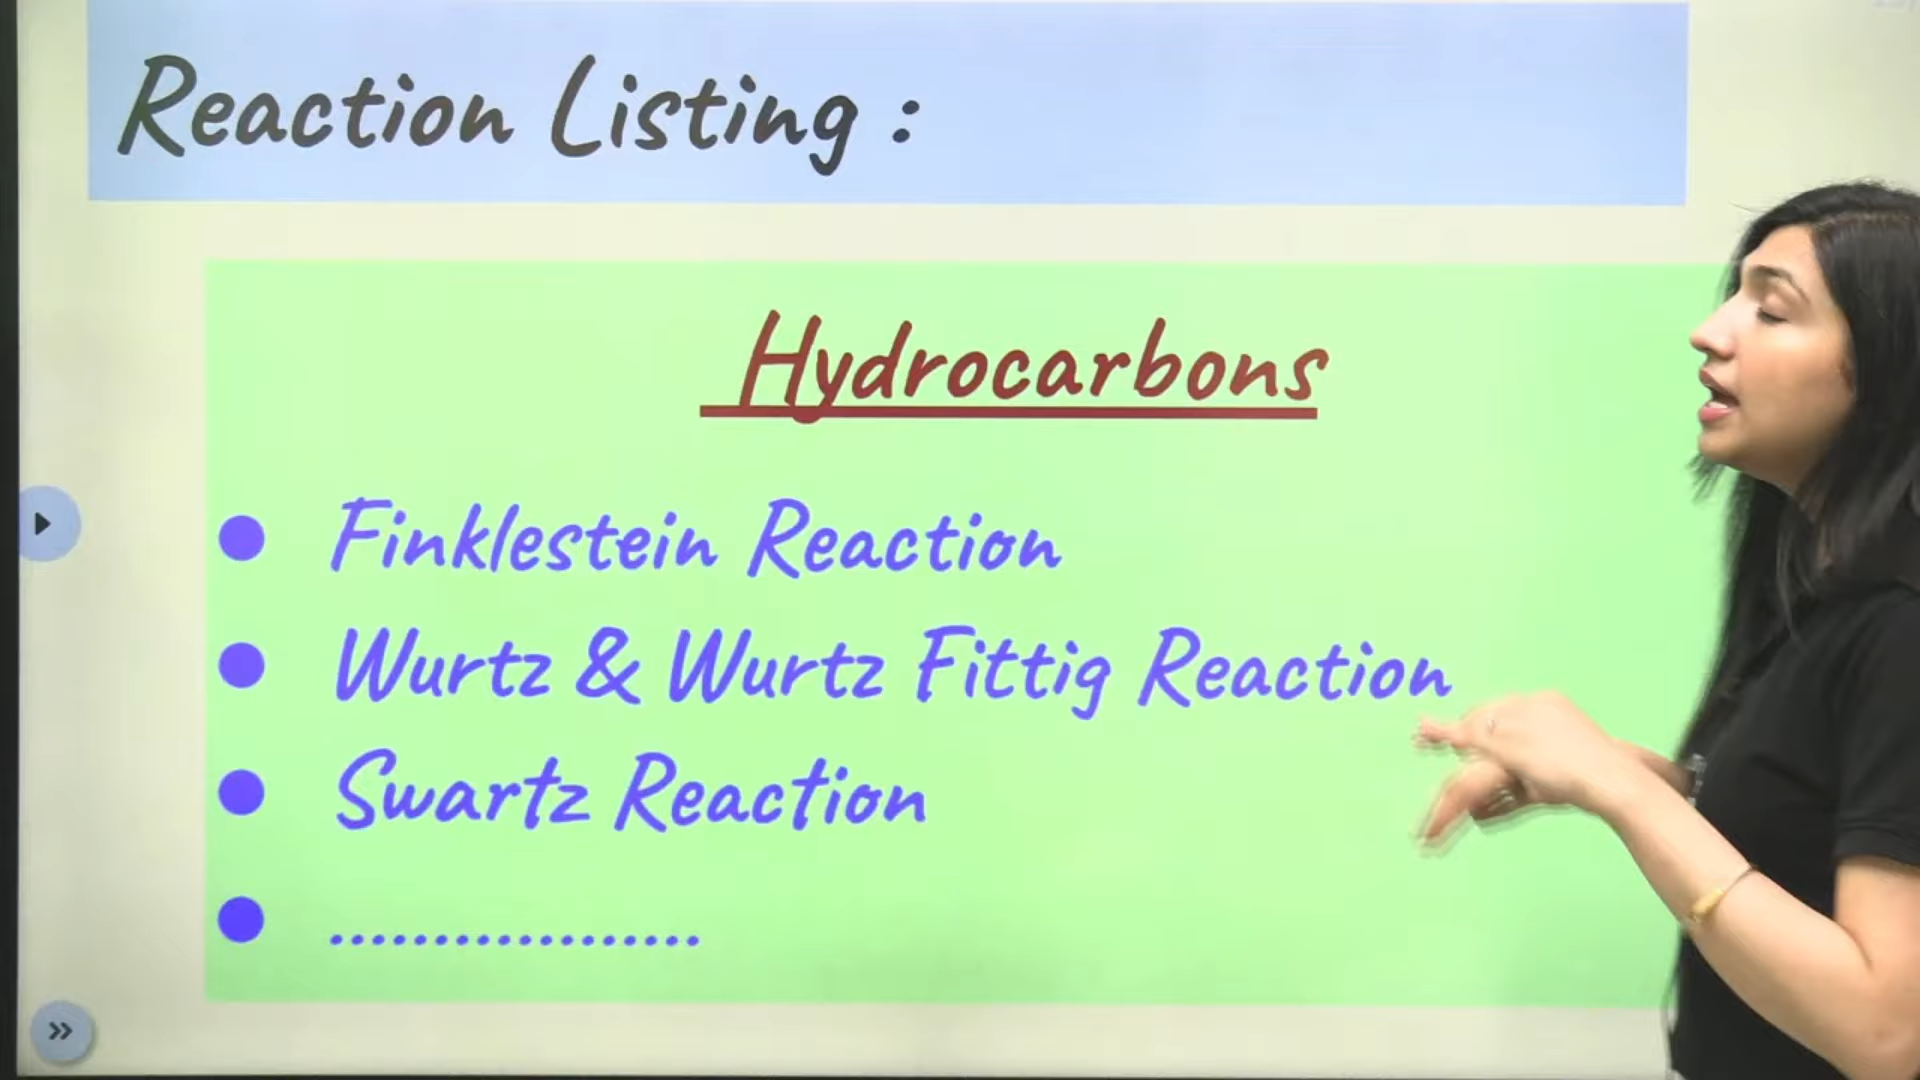 Reaction Listing :
Hydrocarbons
Finklestein Reaction
Wurtz & Wurtz Fittig Reaction
Swartz Reaction
..................